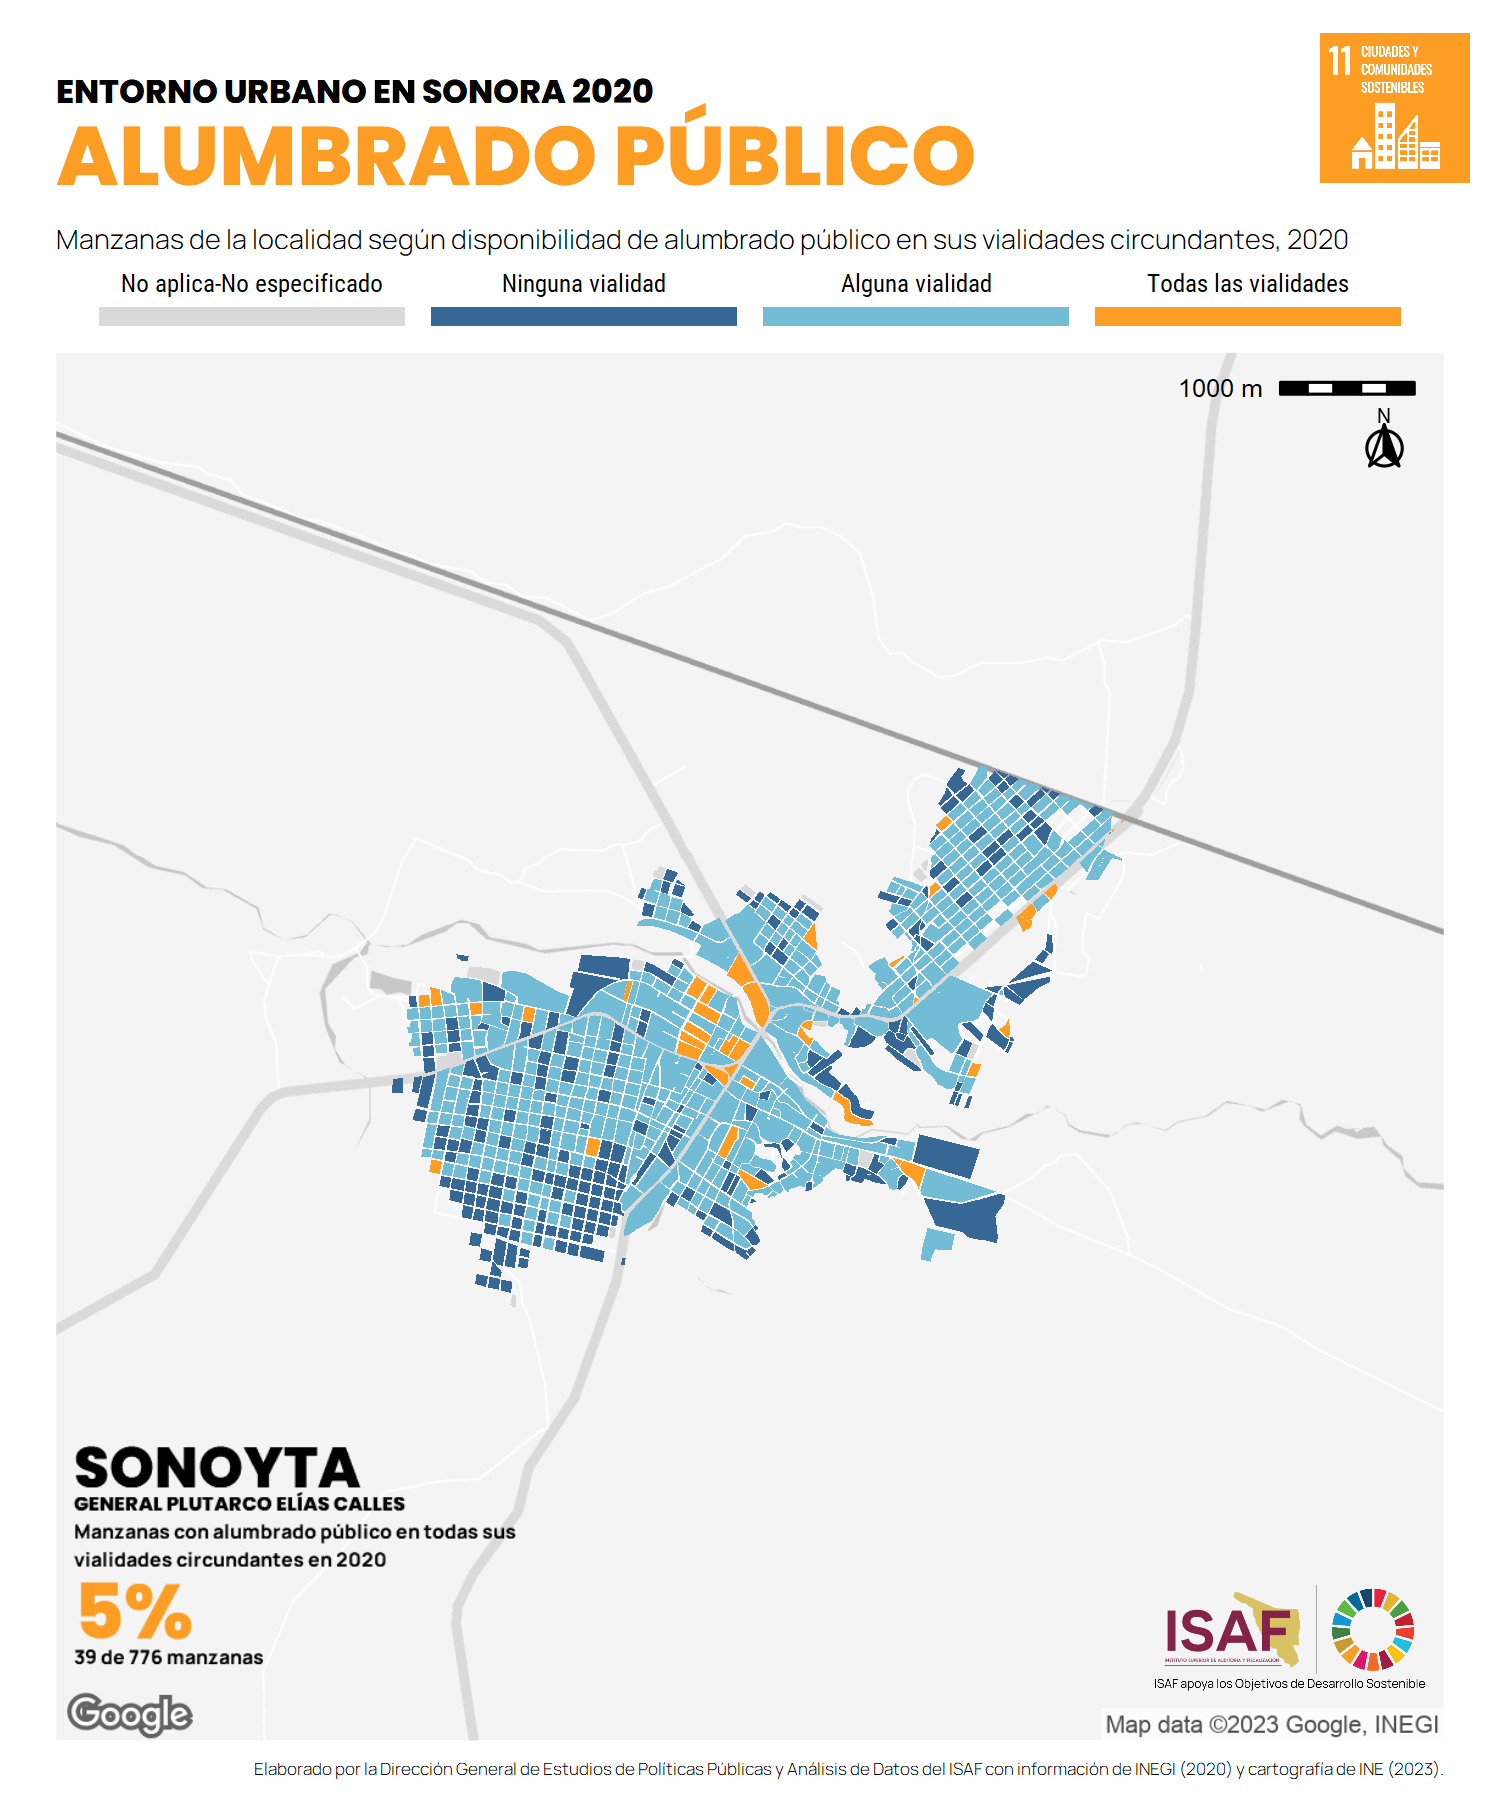 11 CIUDADES Y
COMUNIDADES
SOSTENIBLES
ENTORNO URBANO EN SONORA 2020
ALUMBRADO PÚBLICO
Manzanas de la localidad según disponibilidad de alumbrado público en sus vialidades circundantes, 2020
No aplica-No especificado Ninguna vialidad Alguna vialidad Todas las vialidades
1000 m
N
SONOYTA
GENERAL PLUTARCO ELÍAS CALLES
Manzanas con alumbrado público en todas sus
vialidades circundantes en 2020
5%
39 de 776 manzanas
Google
ISAF
INSTITUTO SUPERIOR DE AUDITORÍA Y FISCALIZACIÓN
ISAF apoya los Objetivos de Desarrollo Sostenible
Map data ©2023 Google, INEGI
Elaborado por la Dirección General de Estudios de Políticas Públicas y Análisis de Datos del ISAF con información de INEGI (2020) y cartografía de INE (2023).